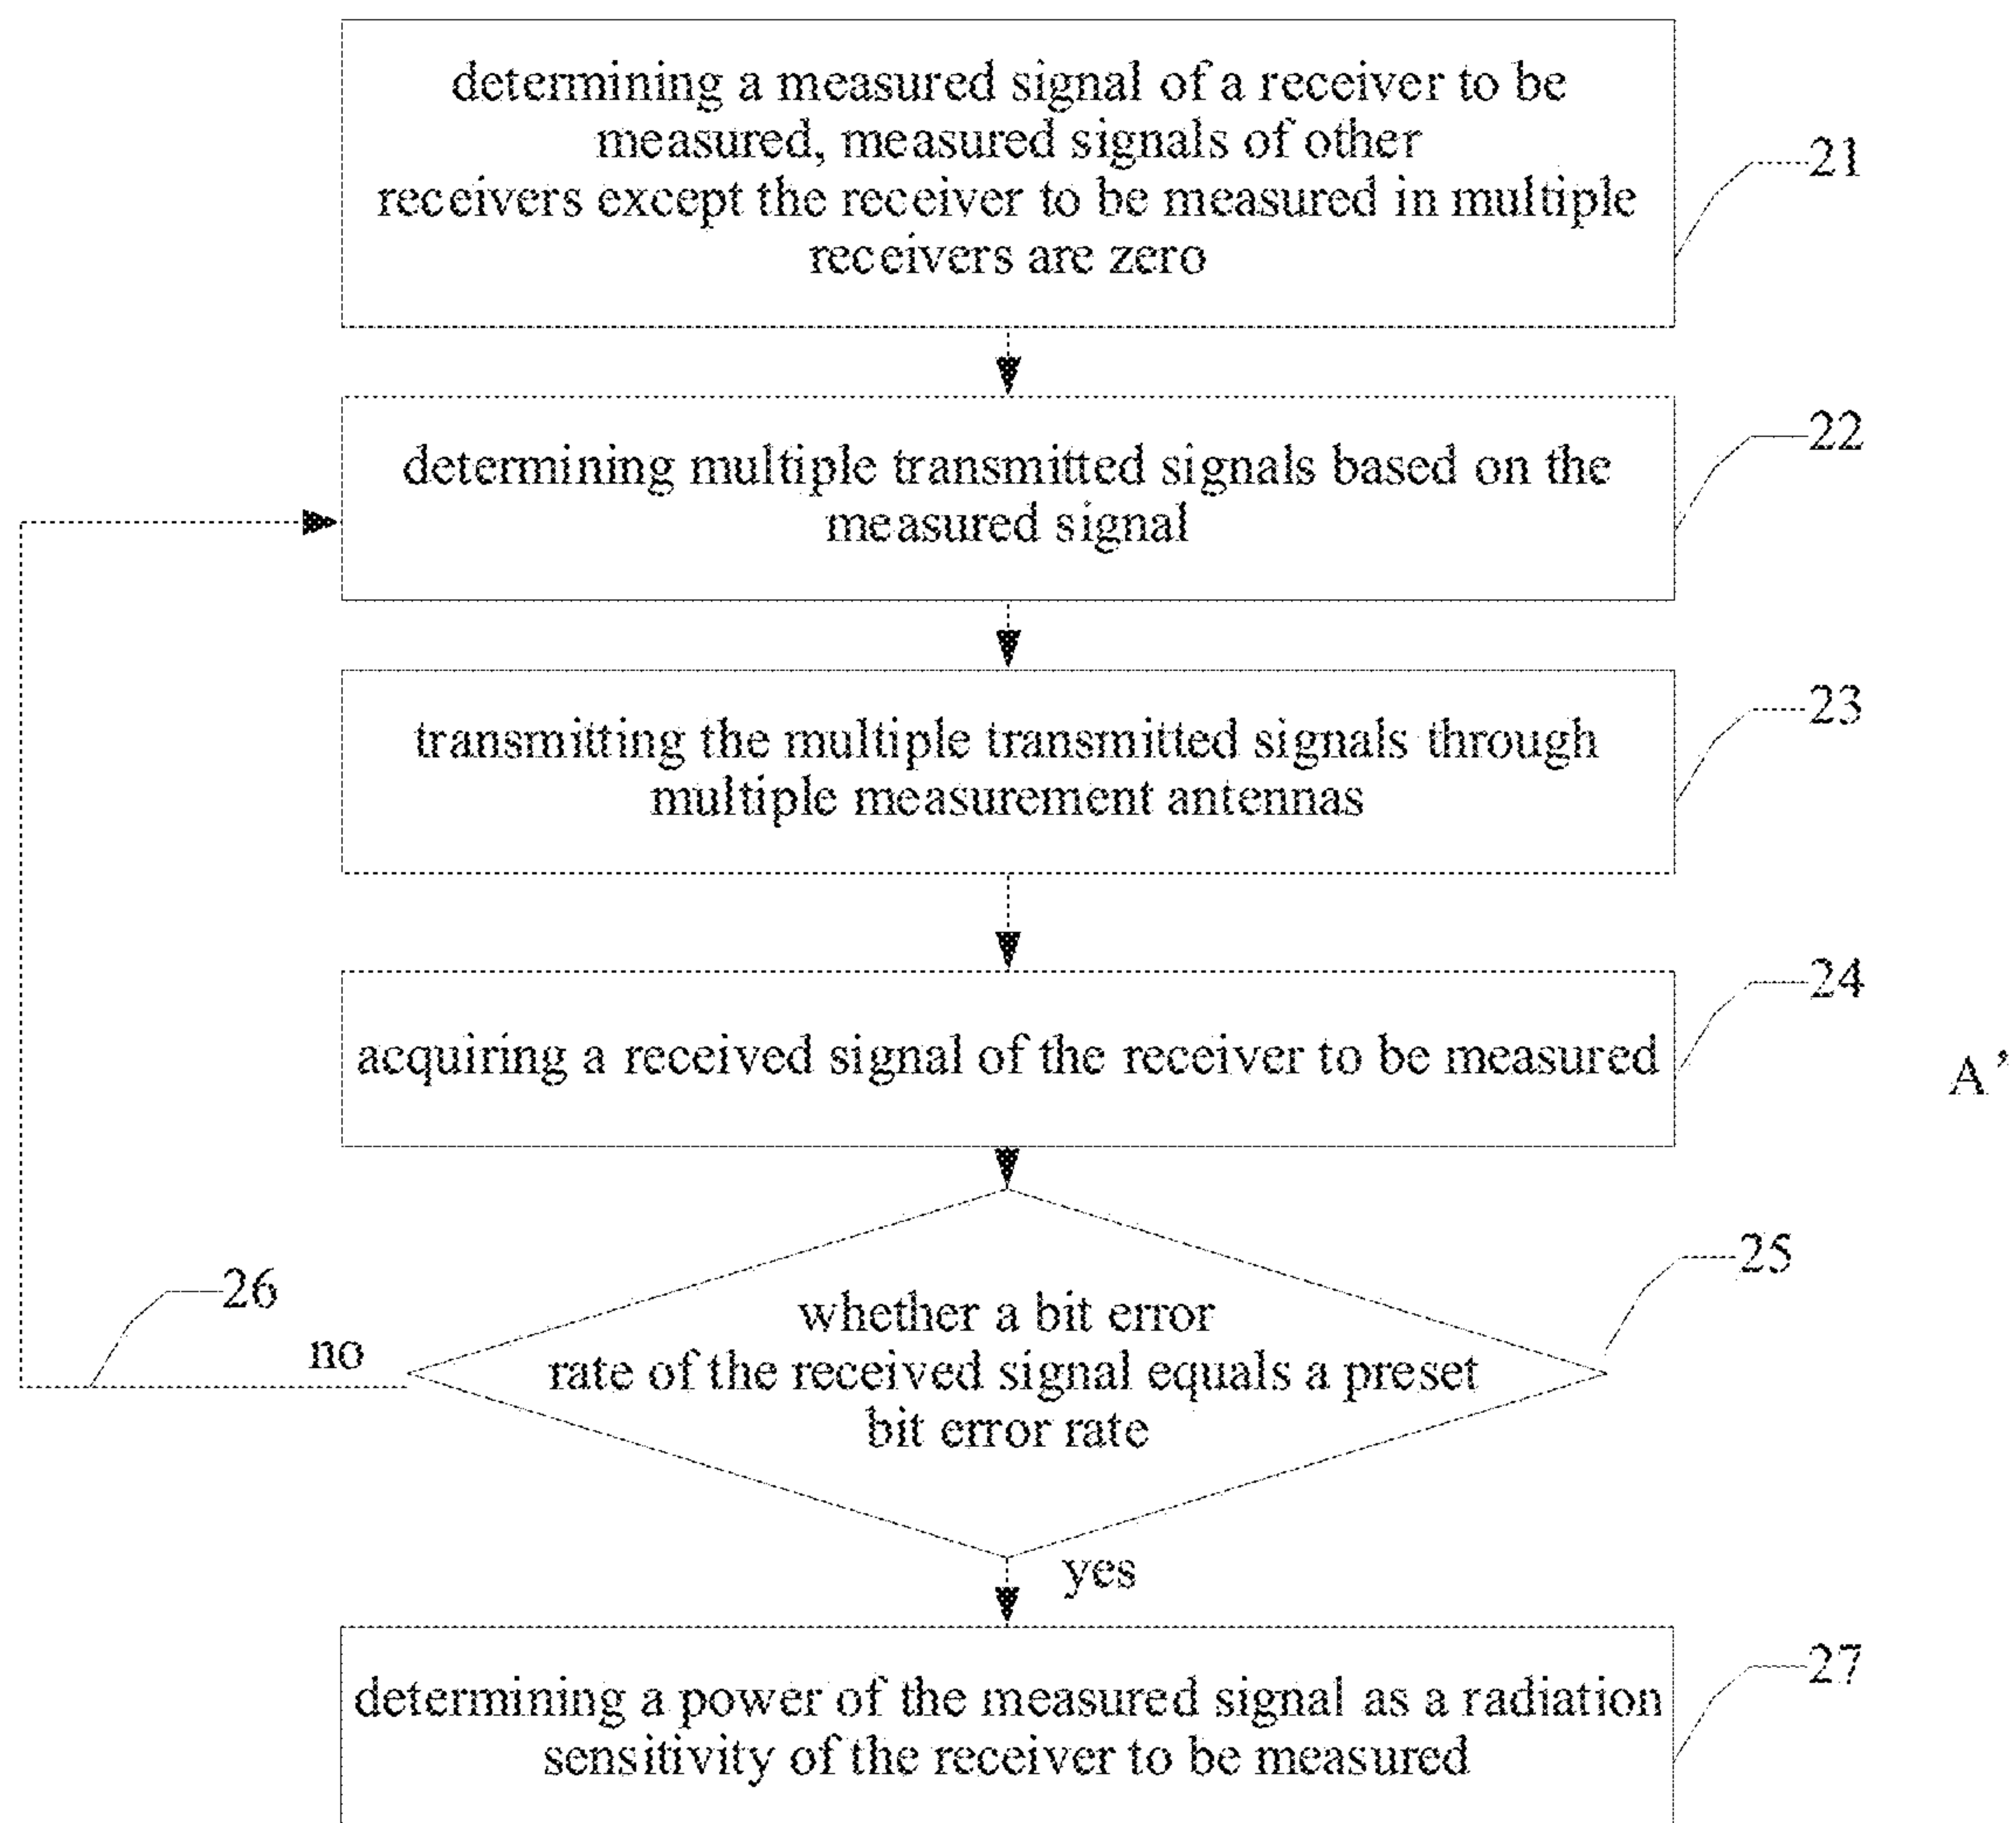 determining a measured signal of a receiver to be
measured, measured signals of other
receivers except the receiver to be measured in multiple
receivers are zero
21
determining multiple transmitted signals based on the
measured signal
22
transmitting the multiple transmitted signals through
multiple measurement antennas
23
acquiring a received signal of the receiver to be measured
24
A’
whether a bit error
rate of the received signal equals a preset
bit error rate
25
26
no
yes
determining a power of the measured signal as a radiation
sensitivity of the receiver to be measured
27